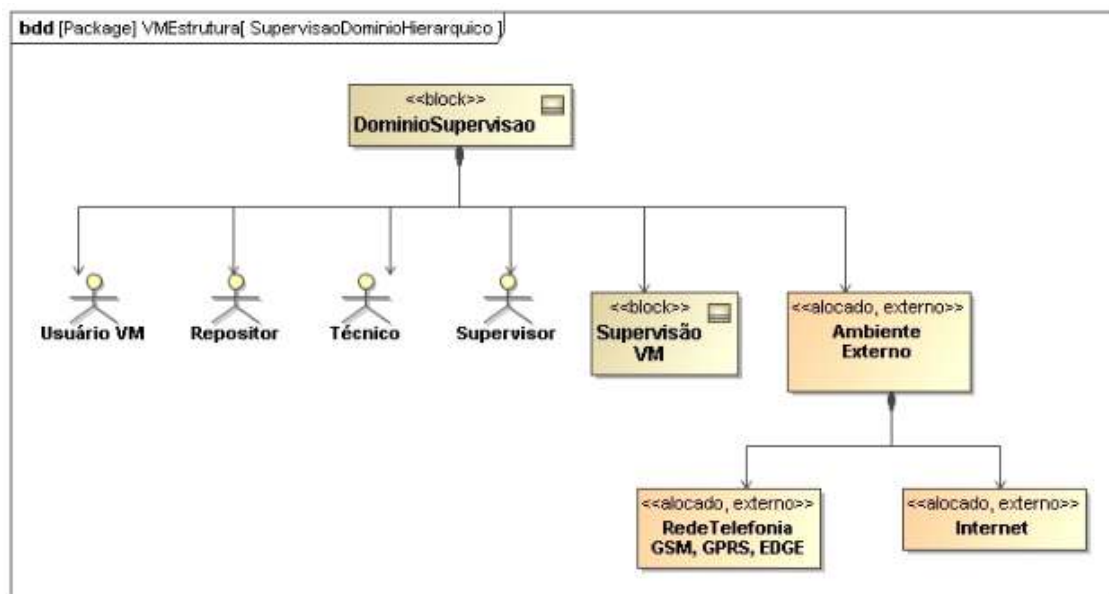 bdd [Package] VMEstrutura[ SupervisaoDominioHierarquico ]
<<block>>
DominioSupervisao
Usuário VM
Repositor
Técnico
Supervisor
<<block>>
Supervisão
VM
<<alocado, externo>>
Ambiente
Externo
<<alocado, externo>>
RedeTelefonia
GSM, GPRS, EDGE
<<alocado, externo>>
Internet